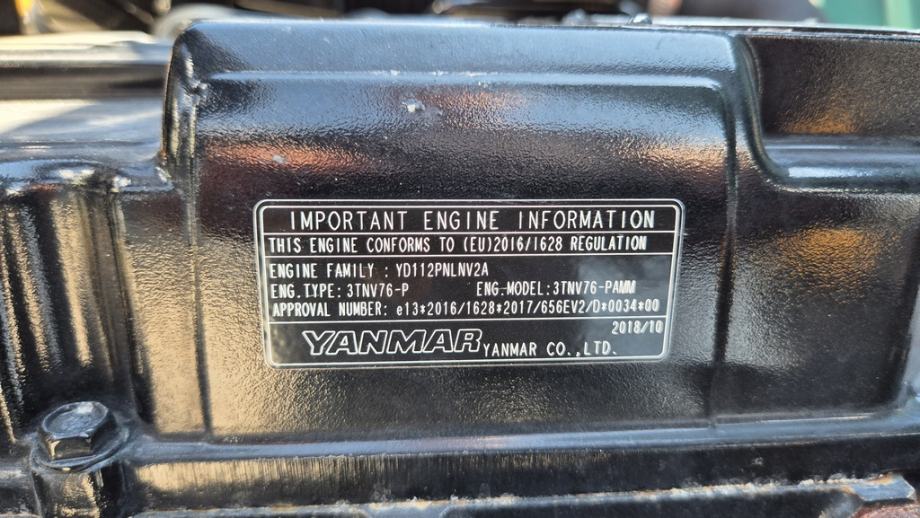 IMPORTANT ENGINE INFORMATION
THIS ENGINE CONFORMS TO (EU)2016/1628 REGULATION
ENGINE FAMILY : YD112PNLNV2A
ENG.TYPE: 3TNV76-P ENG.MODEL:3TNV76-PAMM
APPROVAL NUMBER: e13*2016/1628*2017/656EV2/D*0034*00
2018/10
YANMAR YANMAR CO.,LTD.